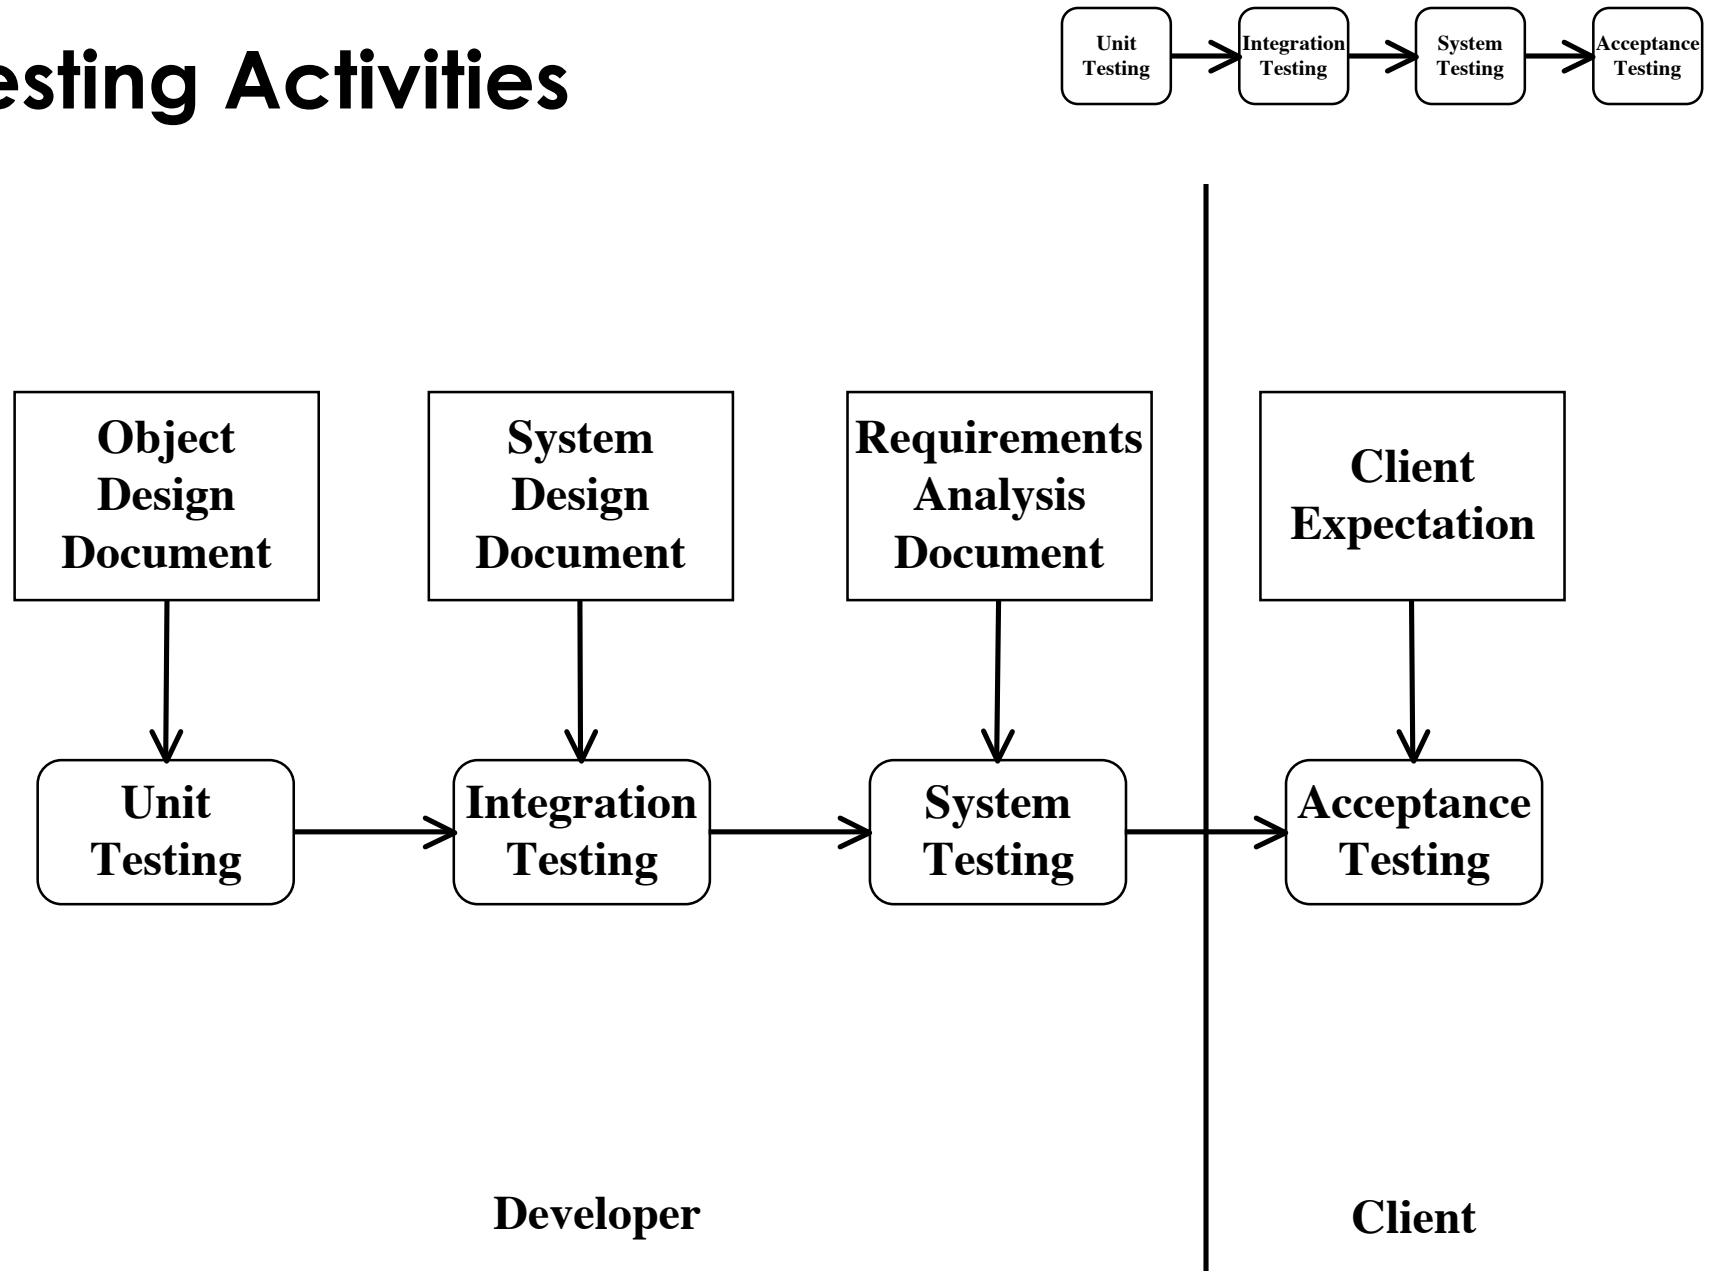 esting Activities
Unit
Testing
Integration
Testing
System
Testing
Acceptance
Testing
Object
Design
Document
System
Design
Document
Requirements
Analysis
Document
Client
Expectation
Unit
Testing
Integration
Testing
System
Testing
Acceptance
Testing
Developer
Client